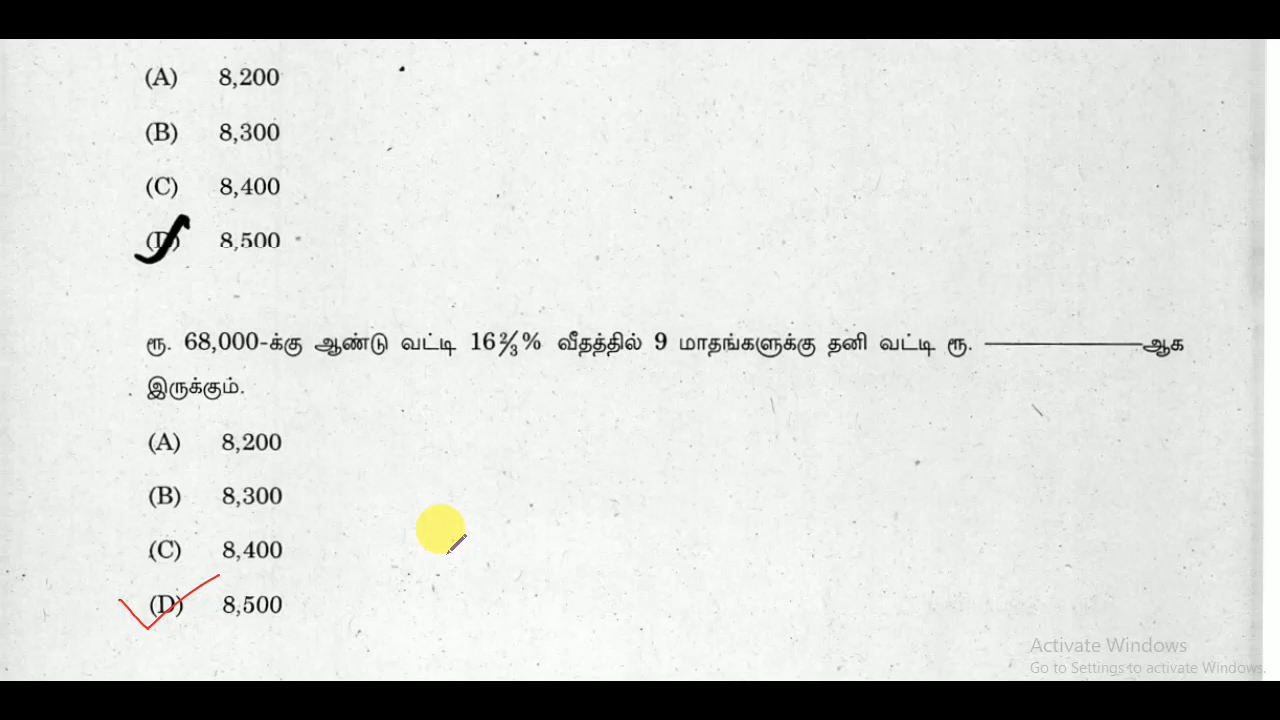 (A) 8,200
(B) 8,300
(C) 8,400
(D) 8,500
ரூ. 68,000-க்கு ஆண்டு வட்டி 16⅔% வீதத்தில் 9 மாதங்களுக்கு தனி வட்டி ரூ. ————— ஆக
இருக்கும்.
(A) 8,200
(B) 8,300
(C) 8,400
(D) 8,500
Activate Windows
Go to Settings to activate Windows.